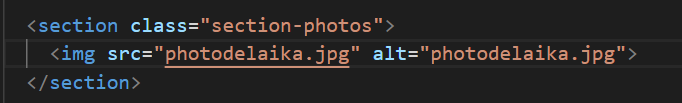 <section class="section-photos">
<img src="photodelaika.jpg" alt="photodelaika.jpg">
</section>